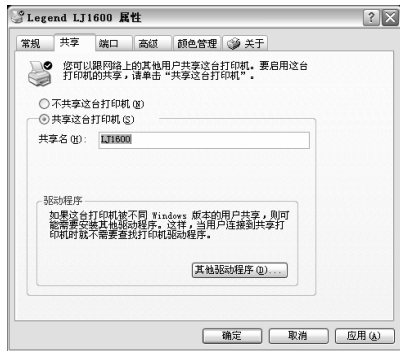 Legend LJ1600 属性
常规 共享 端口 高级 颜色管理 关于
您可以跟网络上的其他用户共享这台打印机。要启用这台
打印机的共享，请单击“共享打印机”。
不共享这台打印机(N)
共享这台打印机(S)
共享名(H): LJ1600
驱动程序
如果这台打印机被不同 Windows 版本的用户共享，则可
能需要安装其他驱动程序。这样，当用户连接到共享打
印机时就不需要查找打印机驱动程序。
其他驱动程序(D)...
确定 取消 应用(A)